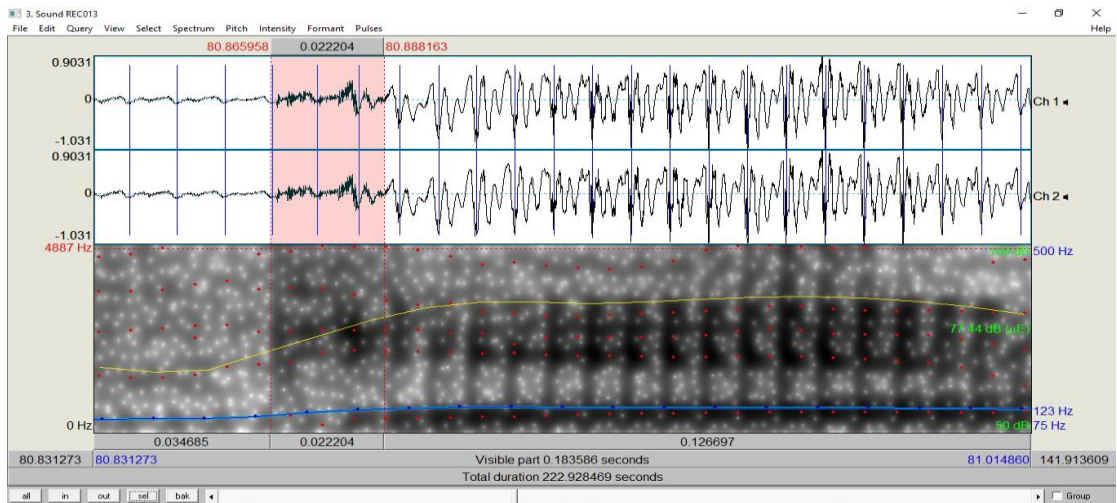 3. Sound REC013
File Edit Query View Select Spectrum Pitch Intensity Formant Pulses Help
80.865958 0.022204 80.888163
0.9031
0
-1.031
Ch 1
0.9031
0
-1.031
Ch 2
4887 Hz 500 Hz
77.44 dB (µE)
123 Hz
0 Hz 50 dB 75 Hz
0.034685 0.022204 0.126697
80.831273 80.831273 Visible part 0.183586 seconds 81.014860 141.913609
Total duration 222.928469 seconds
all in out sel bak Group